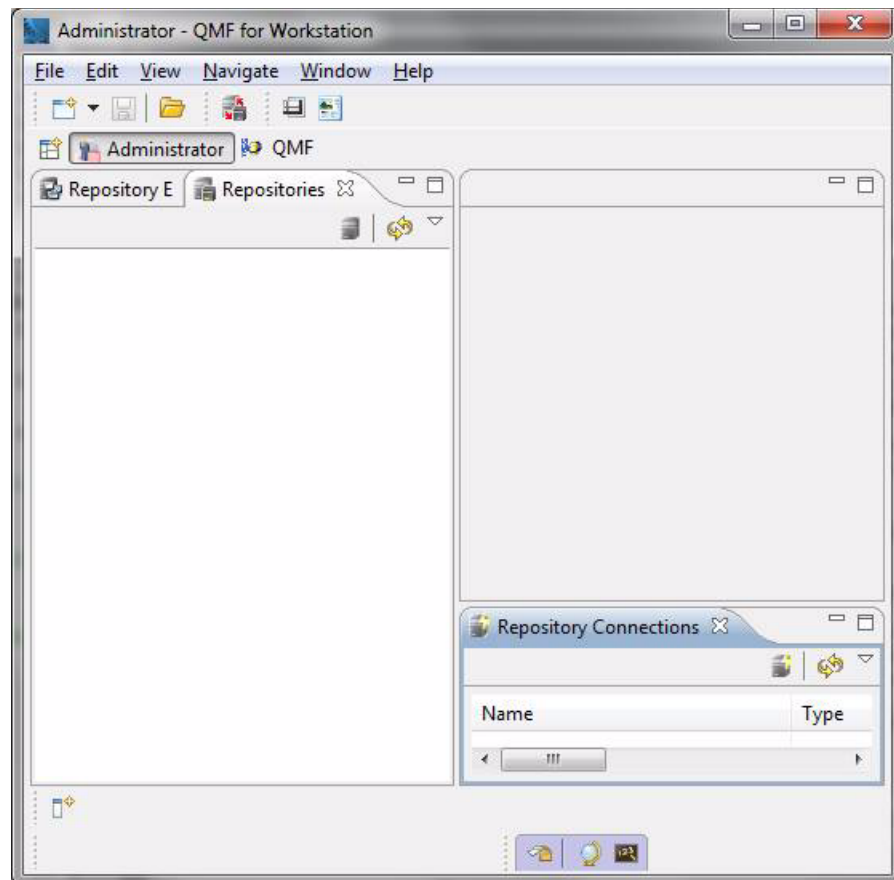 Administrator - QMF for Workstation
File Edit View Navigate Window Help
Administrator QMF
Repository E Repositories
Repository Connections
Name Type